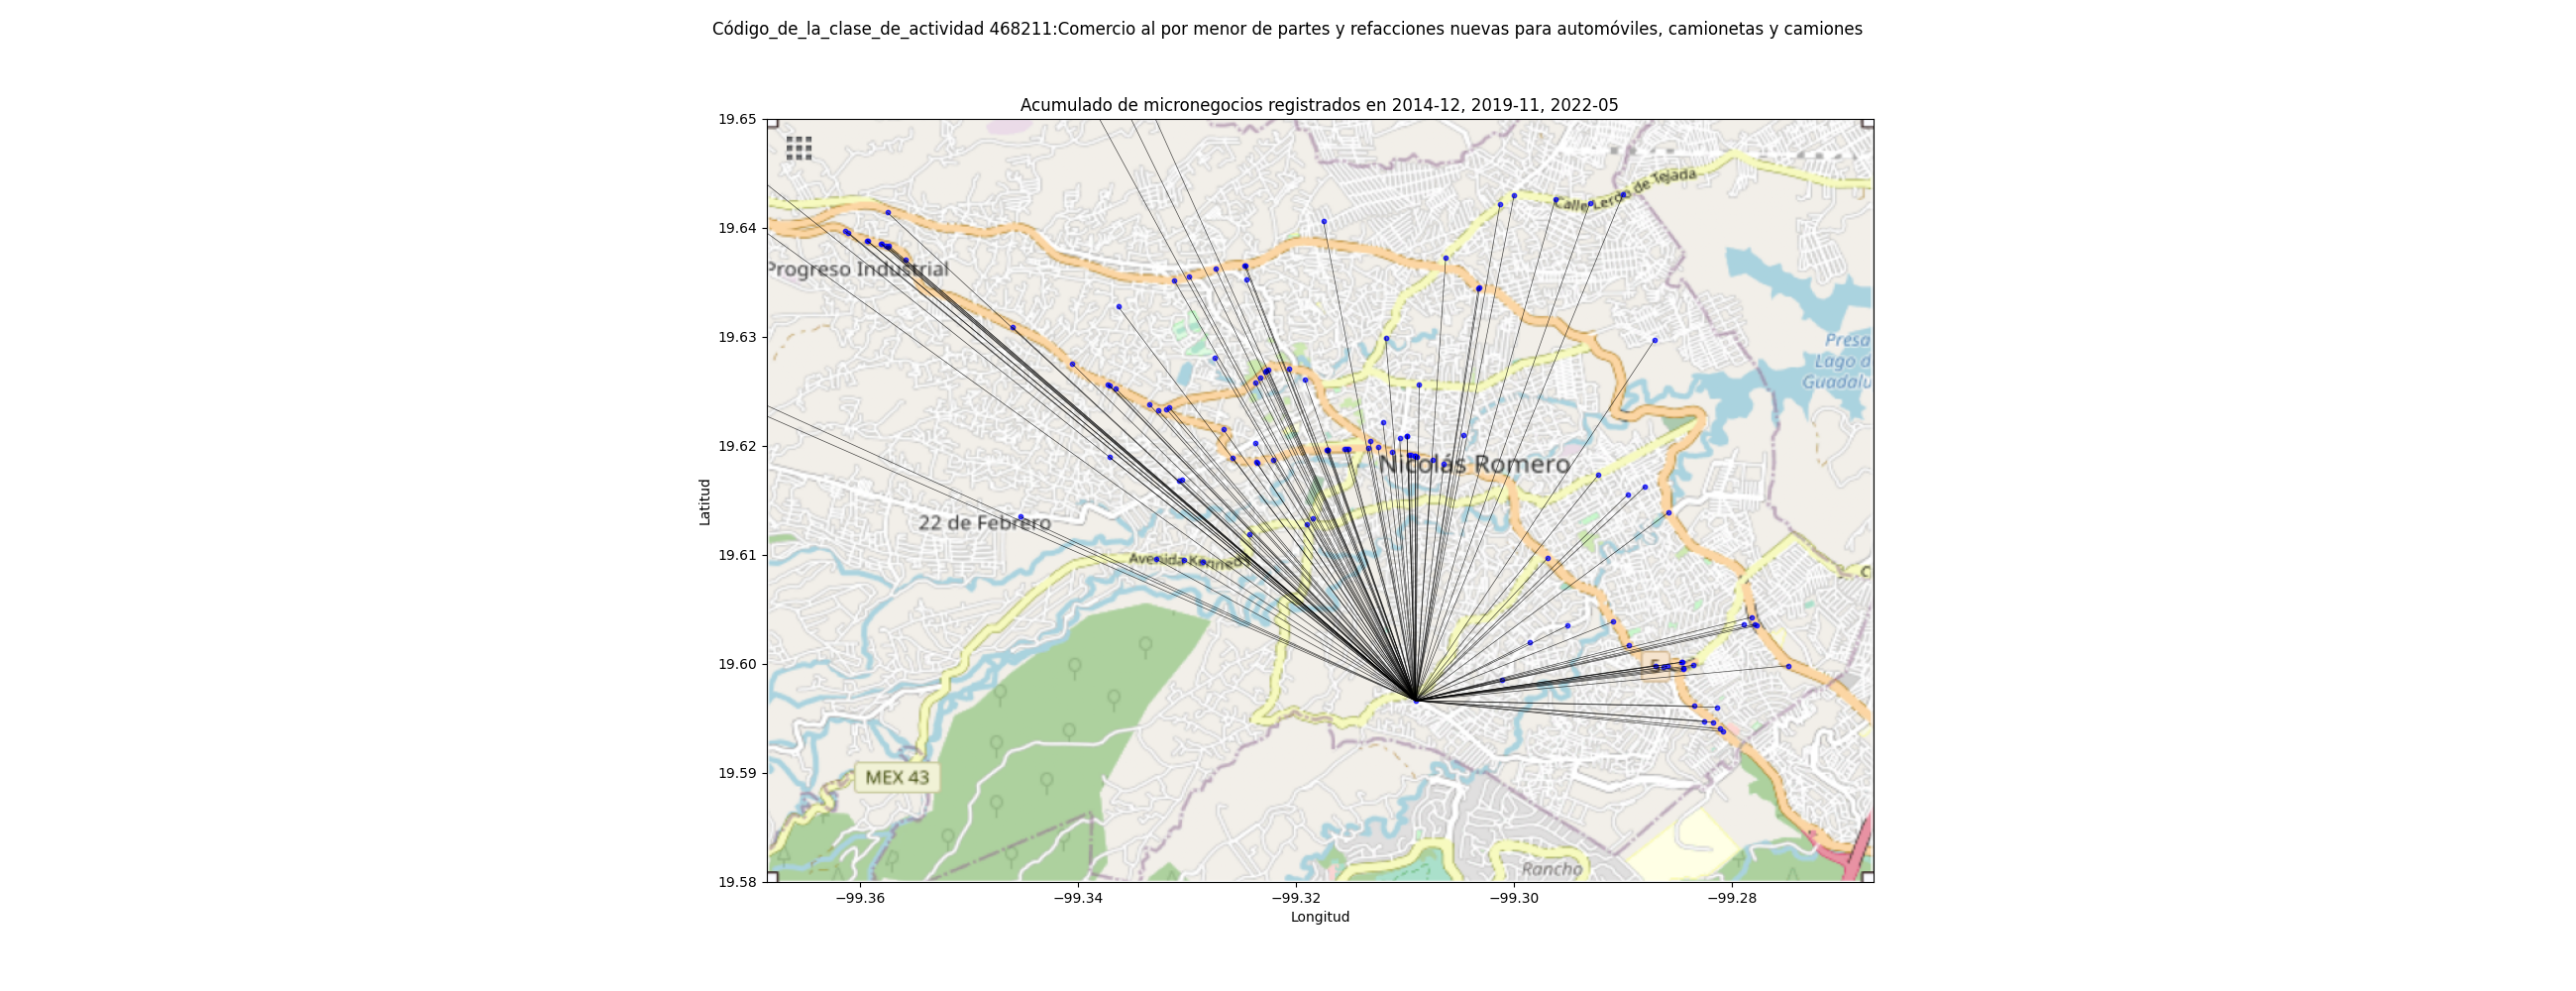 Código_de_la_clase_de_actividad 468211:Comercio al por menor de partes y refacciones nuevas para automóviles, camionetas y camiones
Acumulado de micronegocios registrados en 2014-12, 2019-11, 2022-05
19.65
Calle Lerdo de Tejada
19.64
Progreso Industrial
19.63
Presa
Lago d
Guadalu
19.62
Nicolás Romero
Latitud
22 de Febrero
19.61
Avenida Kennedy
C
19.60
19.59
MEX 43
Rancho
19.58
−99.36
−99.34
−99.32
−99.30
−99.28
Longitud